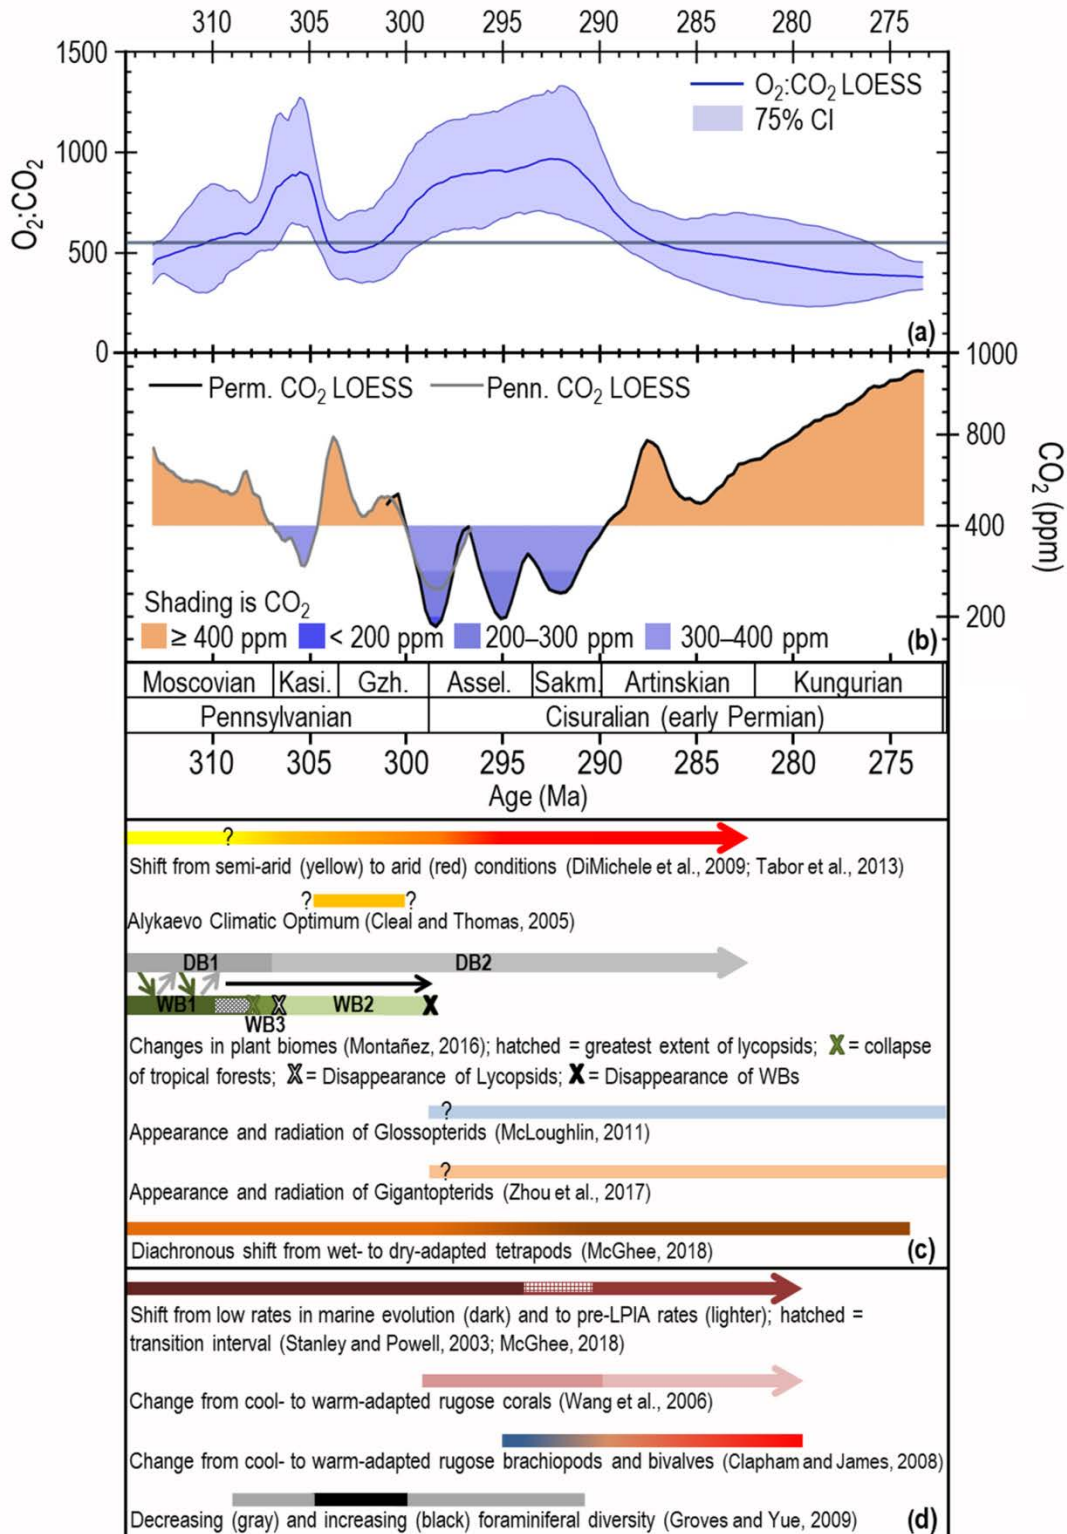 310 305 300 295 290 285 280 275
1500
1000
500
0
O₂:CO₂
O₂:CO₂ LOESS
75% CI
(a)
1000
800
400
200
CO₂ (ppm)
Perm. CO₂ LOESS Penn. CO₂ LOESS
Shading is CO₂
≥ 400 ppm < 200 ppm 200–300 ppm 300–400 ppm
(b)
Moscovian Kasi. Gzh. Assel. Sakm. Artinskian Kungurian
Pennsylvanian Cisuralian (early Permian)
310 305 300 295 290 285 280 275
Age (Ma)
?
Shift from semi-arid (yellow) to arid (red) conditions (DiMichele et al., 2009; Tabor et al., 2013)
? ?
Alykaevo Climatic Optimum (Cleal and Thomas, 2005)
DB1 DB2
WB1 X X WB2 X
WB3
Changes in plant biomes (Montañez, 2016); hatched = greatest extent of lycopsids; X = collapse
of tropical forests; X = Disappearance of Lycopsids; X = Disappearance of WBs
?
Appearance and radiation of Glossopterids (McLoughlin, 2011)
?
Appearance and radiation of Gigantopterids (Zhou et al., 2017)
Diachronous shift from wet- to dry-adapted tetrapods (McGhee, 2018)
(c)
Shift from low rates in marine evolution (dark) and to pre-LPIA rates (lighter); hatched =
transition interval (Stanley and Powell, 2003; McGhee, 2018)
Change from cool- to warm-adapted rugose corals (Wang et al., 2006)
Change from cool- to warm-adapted rugose brachiopods and bivalves (Clapham and James, 2008)
Decreasing (gray) and increasing (black) foraminiferal diversity (Groves and Yue, 2009)
(d)